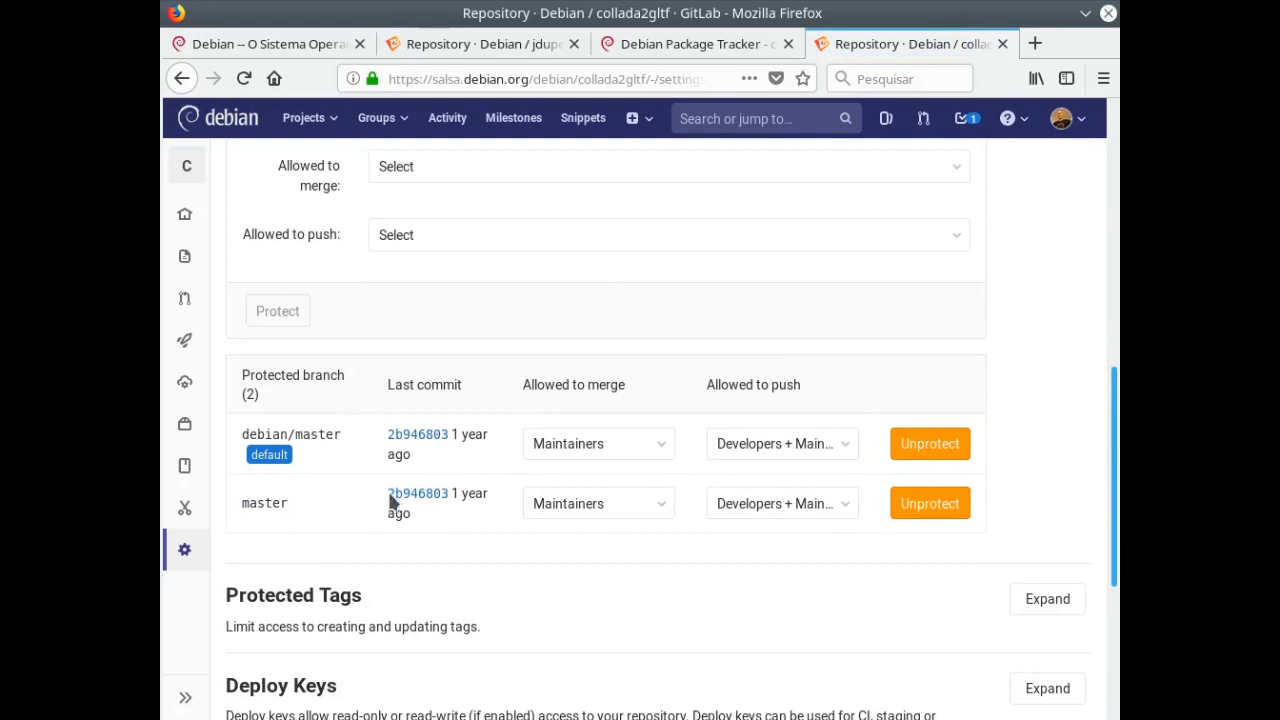 Repository · Debian / collada2gltf · GitLab - Mozilla Firefox
Debian -- O Sistema Opera
Repository · Debian / jdupe
Debian Package Tracker - c
Repository · Debian / colla
https://salsa.debian.org/debian/collada2gltf/-/settings
Pesquisar
debian
Projects
Groups
Activity
Milestones
Snippets
Search or jump to…
1
C
Allowed to
merge:
Select
Allowed to push:
Select
Protect
Protected branch
(2)
Last commit
Allowed to merge
Allowed to push
debian/master
default
2b946803 1 year
ago
Maintainers
Developers + Main…
Unprotect
master
2b946803 1 year
ago
Maintainers
Developers + Main…
Unprotect
Protected Tags
Expand
Limit access to creating and updating tags.
Deploy Keys
Expand
Deploy keys allow read-only or read-write (if enabled) access to your repository. Deploy keys can be used for CI, staging or